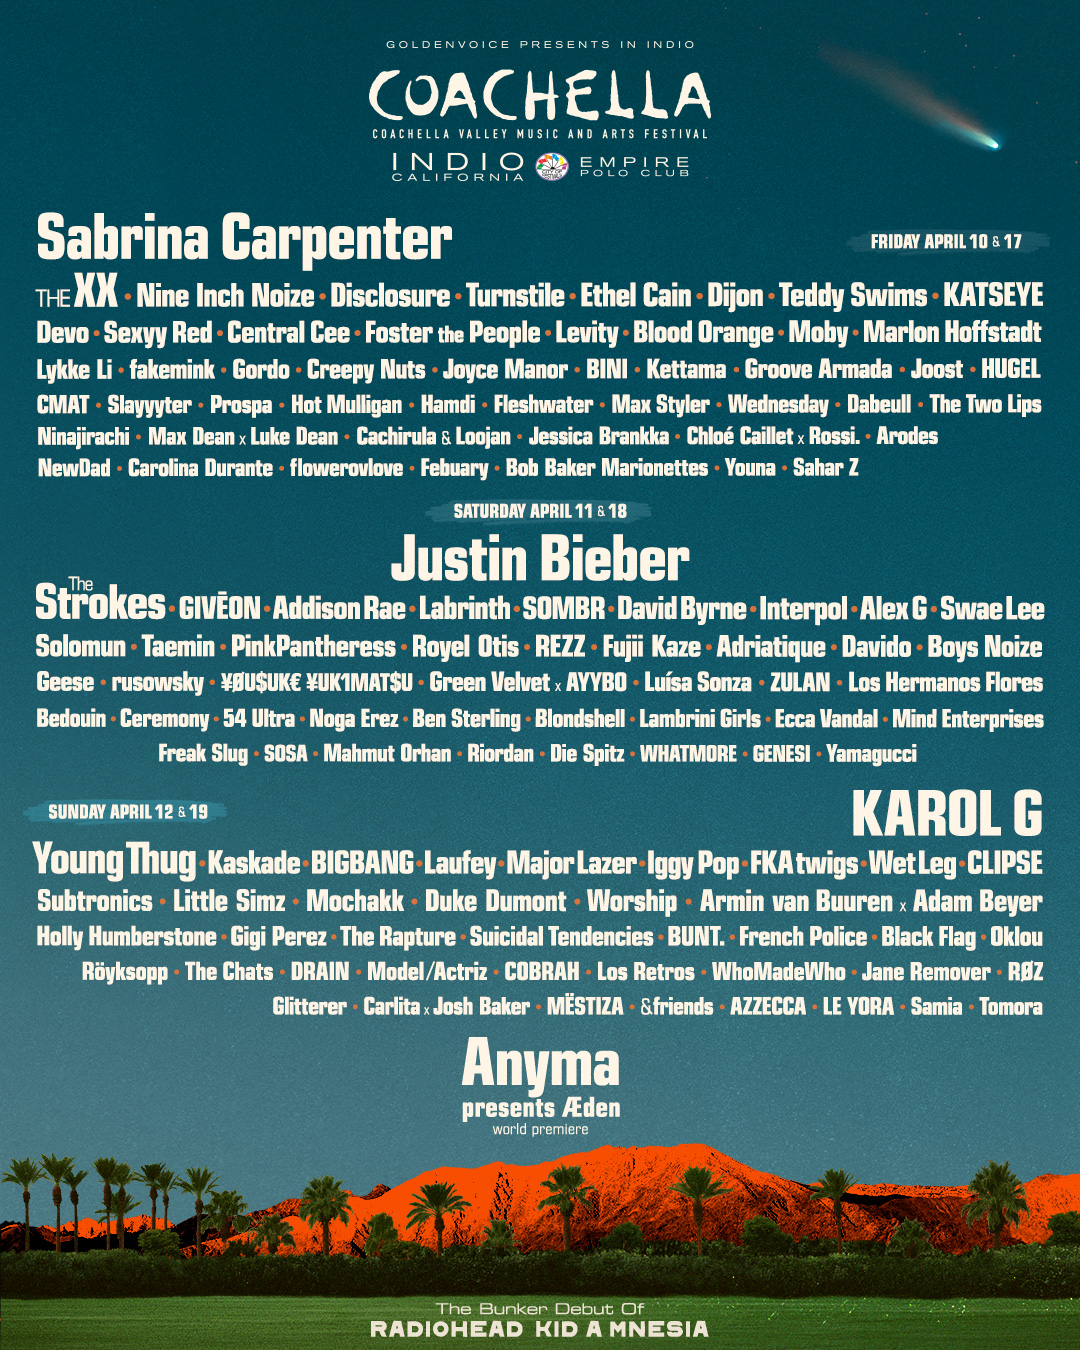 GOLDENVOICE PRESENTS IN INDIO
COACHELLA
COACHELLA VALLEY MUSIC AND ARTS FESTIVAL
INDIO CALIFORNIA EMPIRE POLO CLUB
Sabrina Carpenter
FRIDAY APRIL 10 & 17
THE XX • Nine Inch Noize • Disclosure • Turnstile • Ethel Cain • Dijon • Teddy Swims • KATSEYE
Devo • Sexyy Red • Central Cee • Foster the People • Levity • Blood Orange • Moby • Marlon Hoffstadt
Lykke Li • fakemink • Gordo • Creepy Nuts • Joyce Manor • BINI • Kettama • Groove Armada • Joost • HUGEL
CMAT • Slayyyter • Prospa • Hot Mulligan • Hamdi • Fleshwater • Max Styler • Wednesday • Dabeull • The Two Lips
Ninajirachi • Max Dean x Luke Dean • Cachirula & Loojan • Jessica Brankka • Chloé Caillet x Rossi. • Arodes
NewDad • Carolina Durante • flowerovlove • Febuary • Bob Baker Marionettes • Youna • Sahar Z
SATURDAY APRIL 11 & 18
Justin Bieber
The Strokes • GIVĒON • Addison Rae • Labrinth • SOMBR • David Byrne • Interpol • Alex G • Swae Lee
Solomun • Taemin • PinkPantheress • Royel Otis • REZZ • Fujii Kaze • Adriatique • Davido • Boys Noize
Geese • rusowsky • ¥ØU$UK€ ¥UK1MAT$U • Green Velvet x AYYBO • Luísa Sonza • ZULAN • Los Hermanos Flores
Bedouin • Ceremony • 54 Ultra • Noga Erez • Ben Sterling • Blondshell • Lambrini Girls • Ecca Vandal • Mind Enterprises
Freak Slug • SOSA • Mahmut Orhan • Riordan • Die Spitz • WHATMORE • GENESI • Yamagucci
SUNDAY APRIL 12 & 19
KAROL G
Young Thug • Kaskade • BIGBANG • Laufey • Major Lazer • Iggy Pop • FKA twigs • Wet Leg • CLIPSE
Subtronics • Little Simz • Mochakk • Duke Dumont • Worship • Armin van Buuren x Adam Beyer
Holly Humberstone • Gigi Perez • The Rapture • Suicidal Tendencies • BUNT. • French Police • Black Flag • Oklou
Röyksopp • The Chats • DRAIN • Model/Actriz • COBRAH • Los Retros • WhoMadeWho • Jane Remover • RØZ
Glitterer • Carlita x Josh Baker • MËSTIZA • &friends • AZZECCA • LE YORA • Samia • Tomora
Anyma
presents Æden
world premiere
The Bunker Debut Of
RADIOHEAD KID A MNESIA